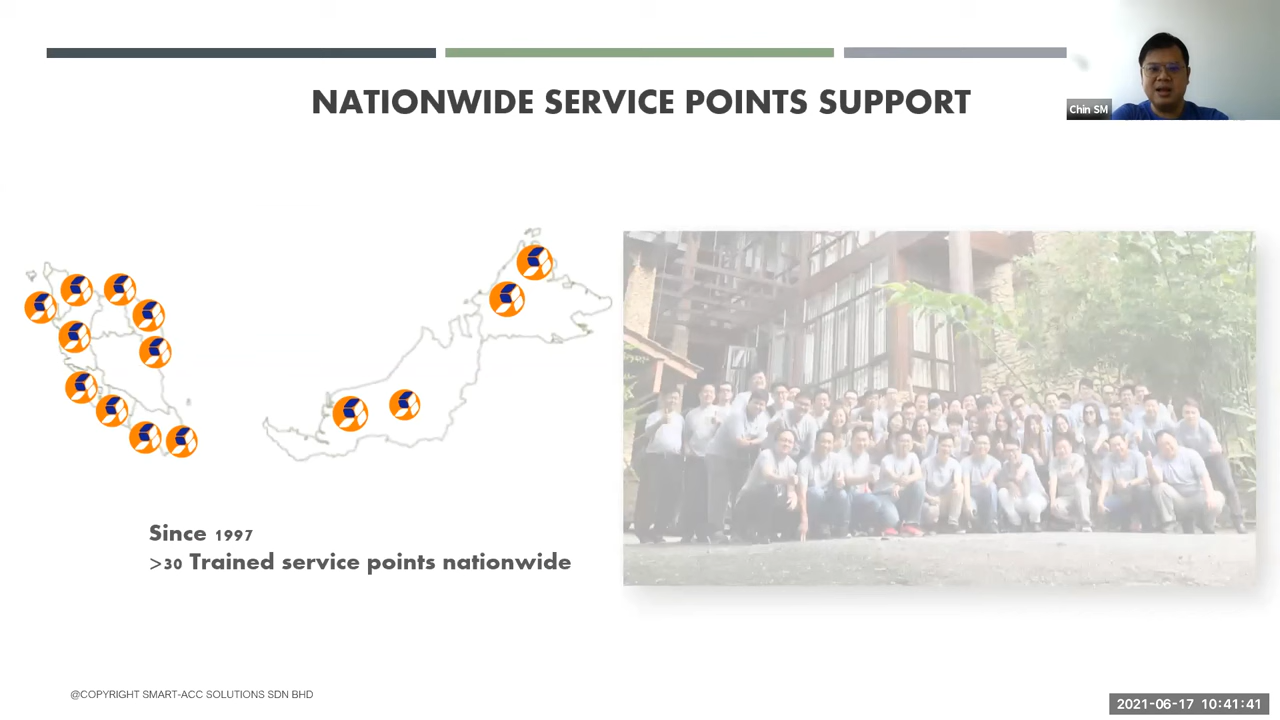 NATIONWIDE SERVICE POINTS SUPPORT
Chin SM
Since 1997
>30 Trained service points nationwide
@COPYRIGHT SMART-ACC SOLUTIONS SDN BHD
2021-06-17 10:41:41